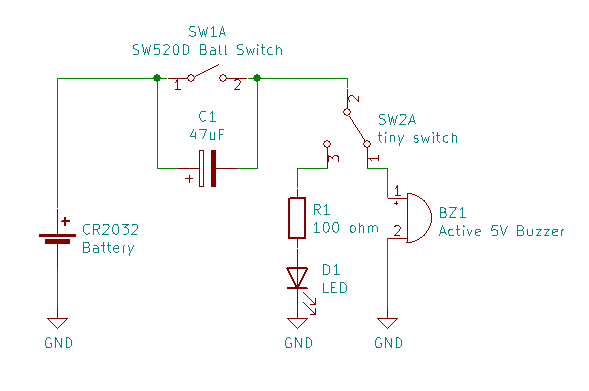 SW1A
SW520D Ball Switch
1 2
C1
47uF
+
2
SW2A
tiny switch
3 1
+
CR2032
Battery
R1
100 ohm
1
+
2
BZ1
Active 5V Buzzer
D1
LED
GND GND GND